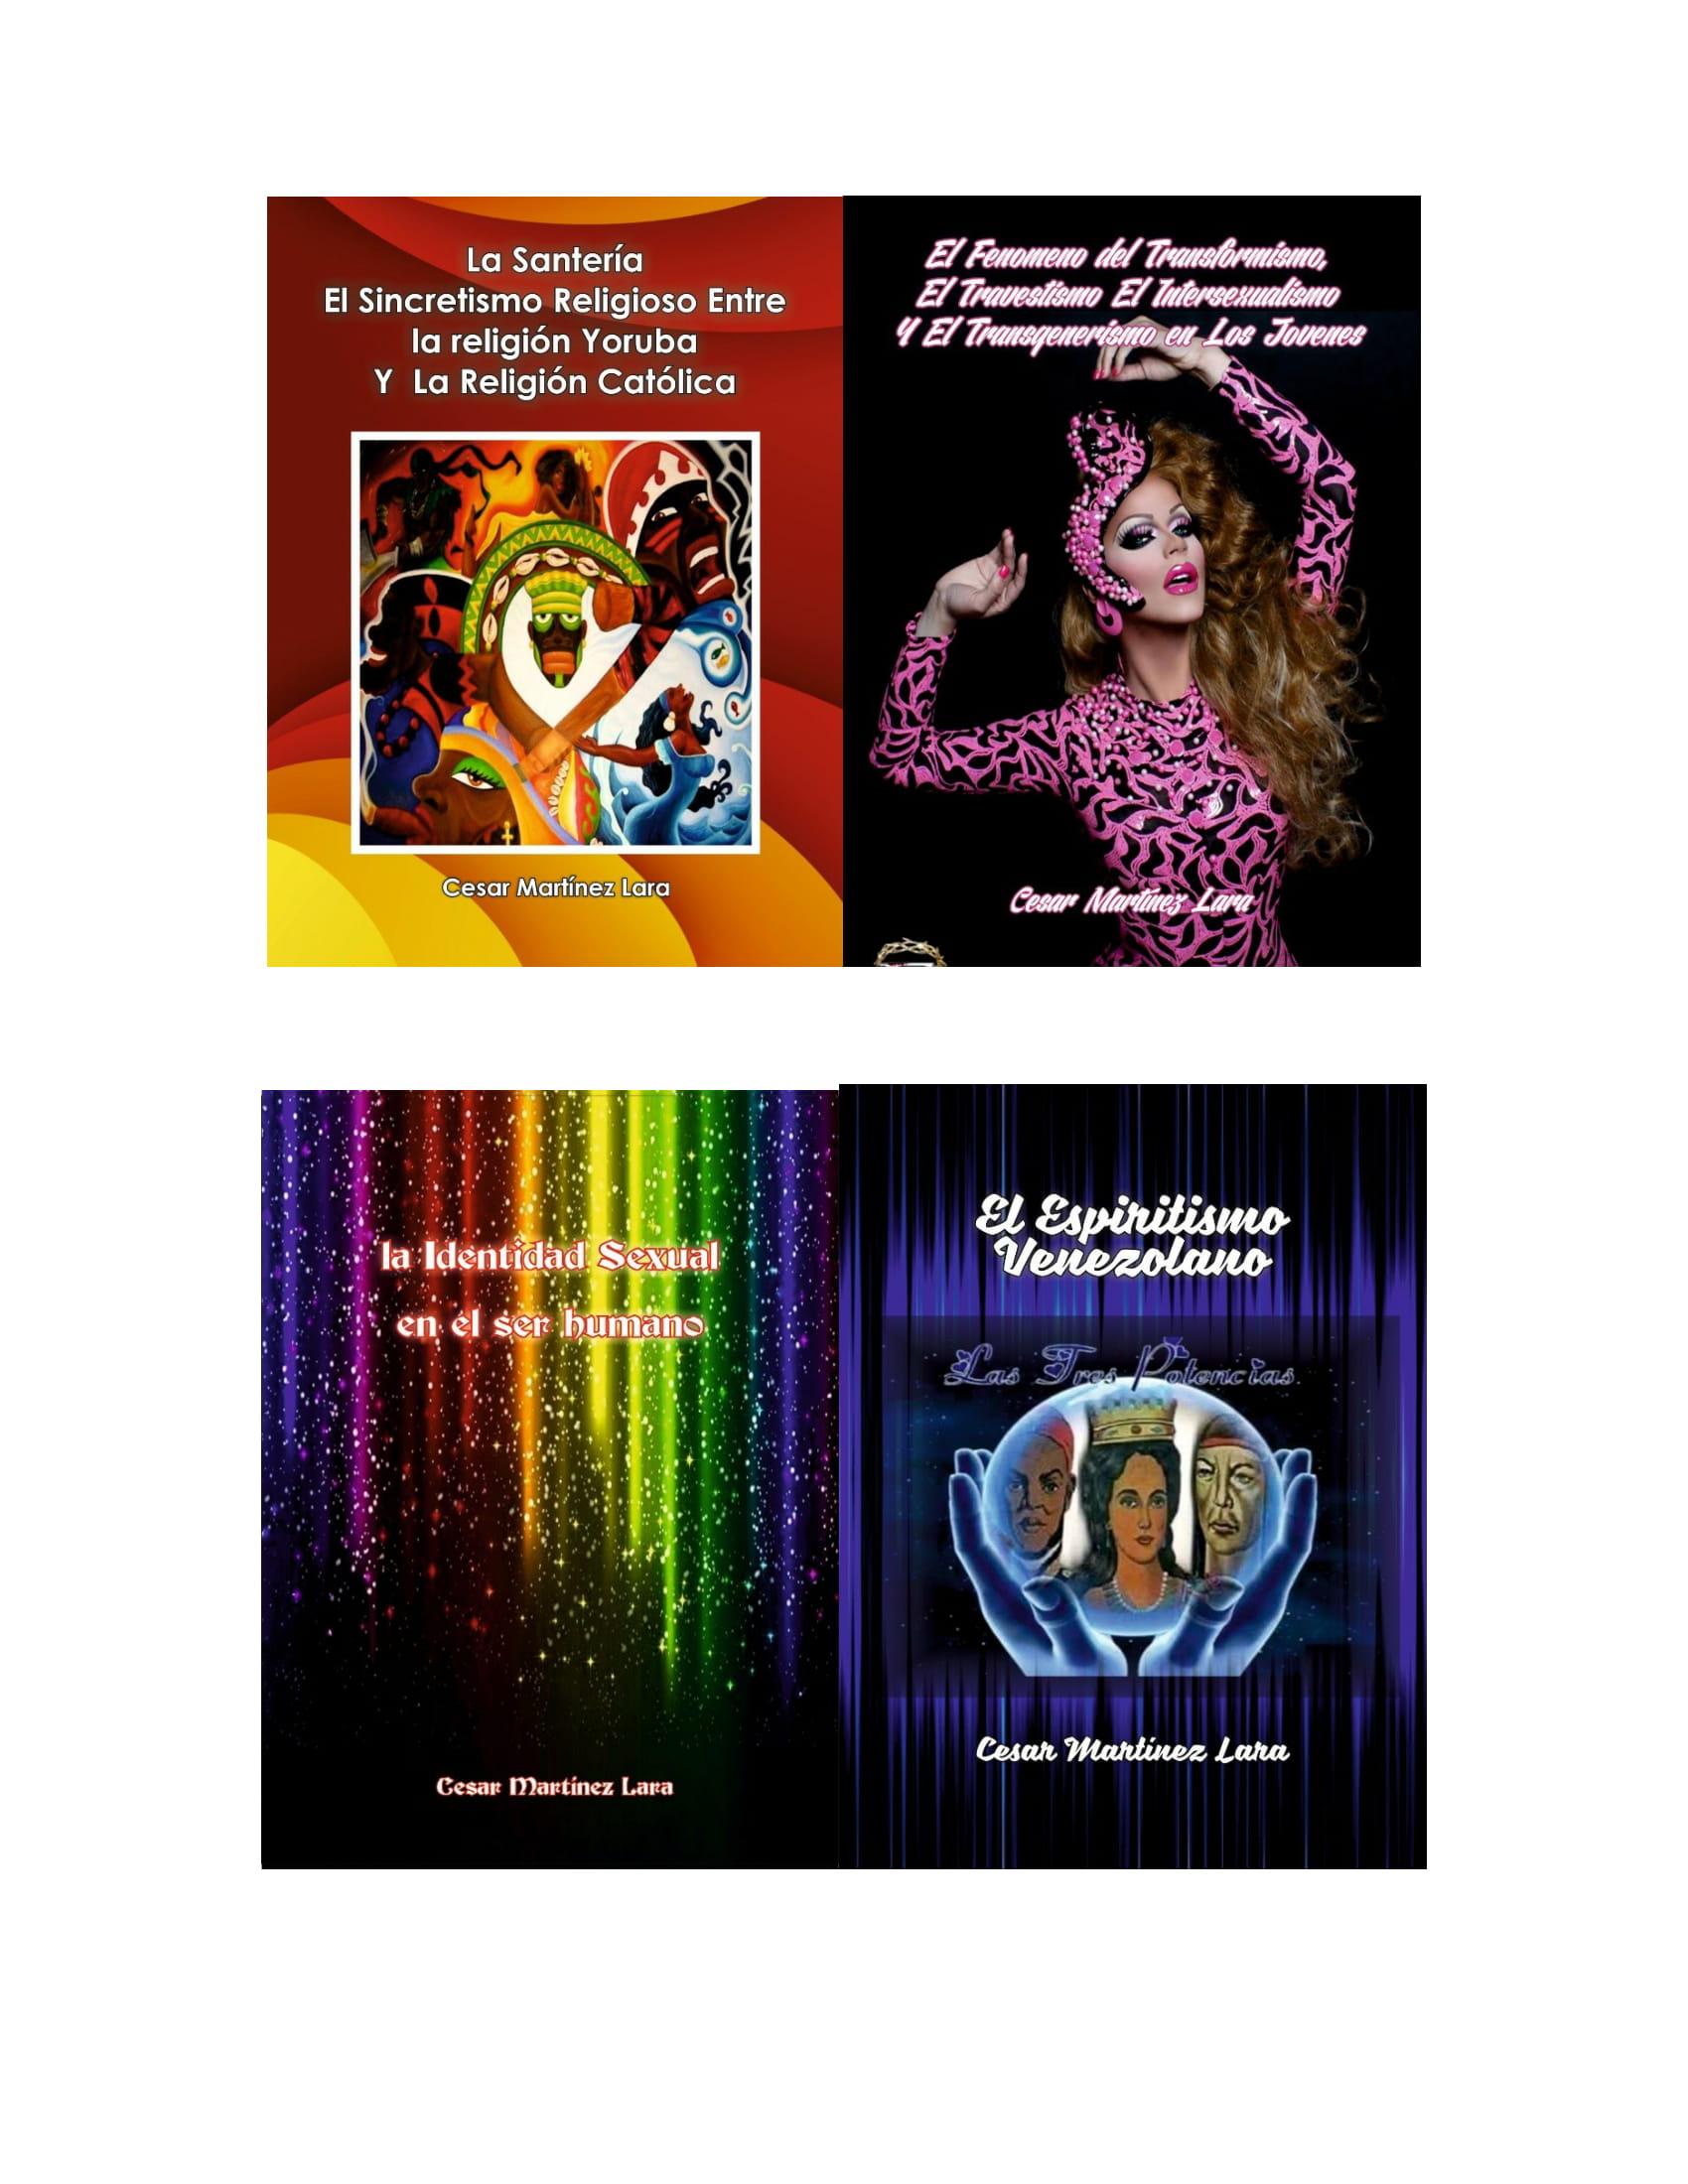 La Santería
El Sincretismo Religioso Entre
la religión Yoruba
Y La Religión Católica
Cesar Martínez Lara
El Fenomeno del Transformismo,
El Travestismo El Intersexualismo
Y El Transgenerismo en Los Jovenes
Cesar Martínez Lara
la Identidad Sexual
en el ser humano
Cesar Martínez Lara
El Espiritismo
Venezolano
Las Tres Potencias
Cesar Martínez Lara